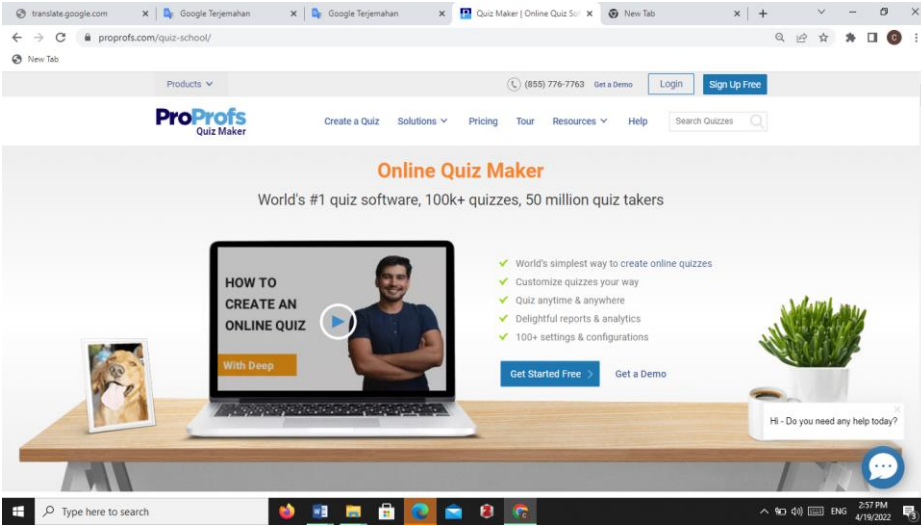 translate.google.com
Google Terjemahan
Google Terjemahan
Quiz Maker | Online Quiz Sof
New Tab
proprofs.com/quiz-school/
C
New Tab
Products
(855) 776-7763
Get a Demo
Login
Sign Up Free
ProProfs
Quiz Maker
Create a Quiz
Solutions
Pricing
Tour
Resources
Help
Search Quizzes
Online Quiz Maker
World's #1 quiz software, 100k+ quizzes, 50 million quiz takers
HOW TO
CREATE AN
ONLINE QUIZ
With Deep
World's simplest way to create online quizzes
Customize quizzes your way
Quiz anytime & anywhere
Delightful reports & analytics
100+ settings & configurations
Get Started Free
Get a Demo
Hi - Do you need any help today?
Type here to search
ENG
2:57 PM
4/19/2022